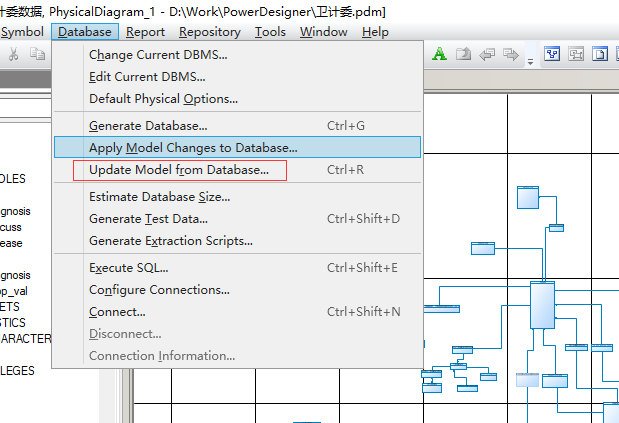 计委数据, PhysicalDiagram_1 - D:\Work\PowerDesigner\卫计委.pdm]
Symbol Database Report Repository Tools Window Help
Change Current DBMS...
Edit Current DBMS...
Default Physical Options...
Generate Database... Ctrl+G
Apply Model Changes to Database...
Update Model from Database... Ctrl+R
Estimate Database Size...
Generate Test Data... Ctrl+Shift+D
Generate Extraction Scripts...
Execute SQL... Ctrl+Shift+E
Configure Connections...
Connect... Ctrl+Shift+N
Disconnect...
Connection Information...
OLES
gnosis
cuss
ease
gnosis
op_val
ETS
STICS
HARACTER
LEGES